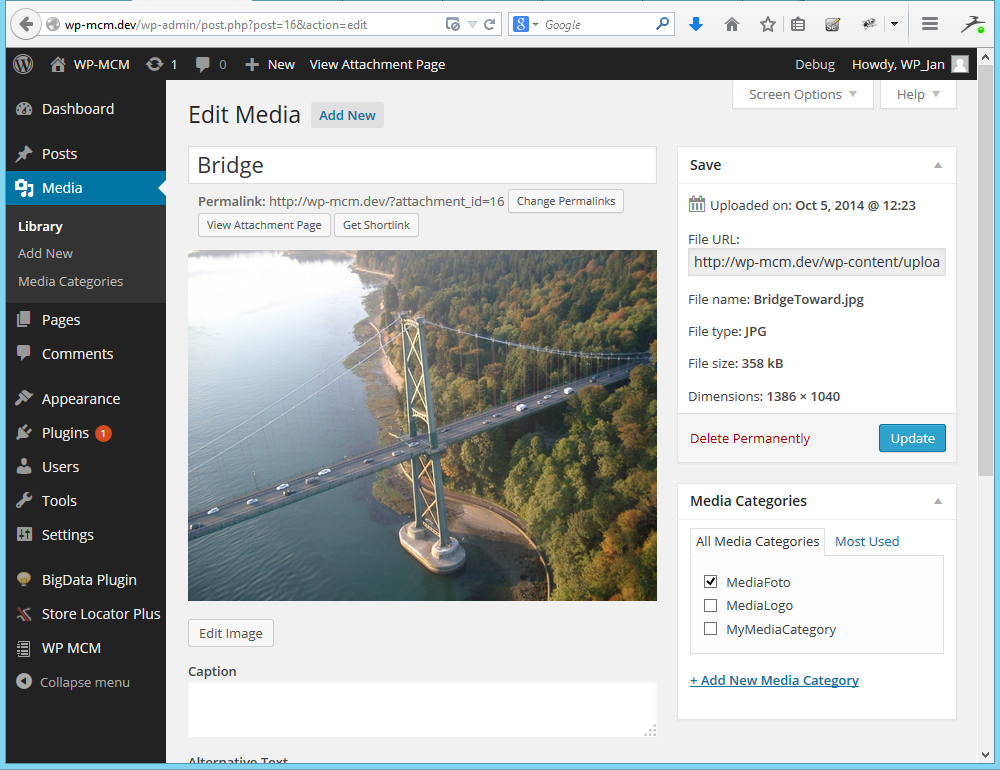 wp-mcm.dev/wp-admin/post.php?post=16&action=edit
Google
WP-MCM
1
0
New
View Attachment Page
Debug
Howdy, WP_Jan
Dashboard
Posts
Media
Library
Add New
Media Categories
Pages
Comments
Appearance
Plugins 1
Users
Tools
Settings
BigData Plugin
Store Locator Plus
WP MCM
Collapse menu
Screen Options
Help
Edit Media
Add New
Bridge
Permalink: http://wp-mcm.dev/?attachment_id=16
Change Permalinks
View Attachment Page
Get Shortlink
Edit Image
Caption
Alternative Text
Save
Uploaded on: Oct 5, 2014 @ 12:23
File URL:
http://wp-mcm.dev/wp-content/uploa
File name: BridgeToward.jpg
File type: JPG
File size: 358 kB
Dimensions: 1386 × 1040
Delete Permanently
Update
Media Categories
All Media Categories
Most Used
MediaFoto
MediaLogo
MyMediaCategory
+ Add New Media Category